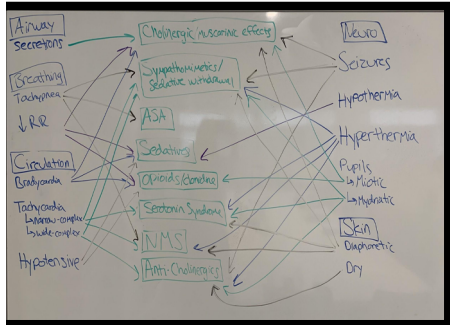 Airway
secretions
Breathing
Tachypnea
↓ RR
Circulation
Bradycardia
Tachycardia
↳ narrow-complex
↳ wide-complex
Hypotensive
Cholinergic muscarinic effects
Sympathomimetics/
sedative withdrawal
ASA
Sedatives
Opioids/clonidine
Serotonin Syndrome
NMS
Anti-Cholinergics
Neuro
Seizures
Hypothermia
Hyperthermia
Pupils
↳ Miotic
↳ Mydriatic
Skin
Diaphoretic
Dry